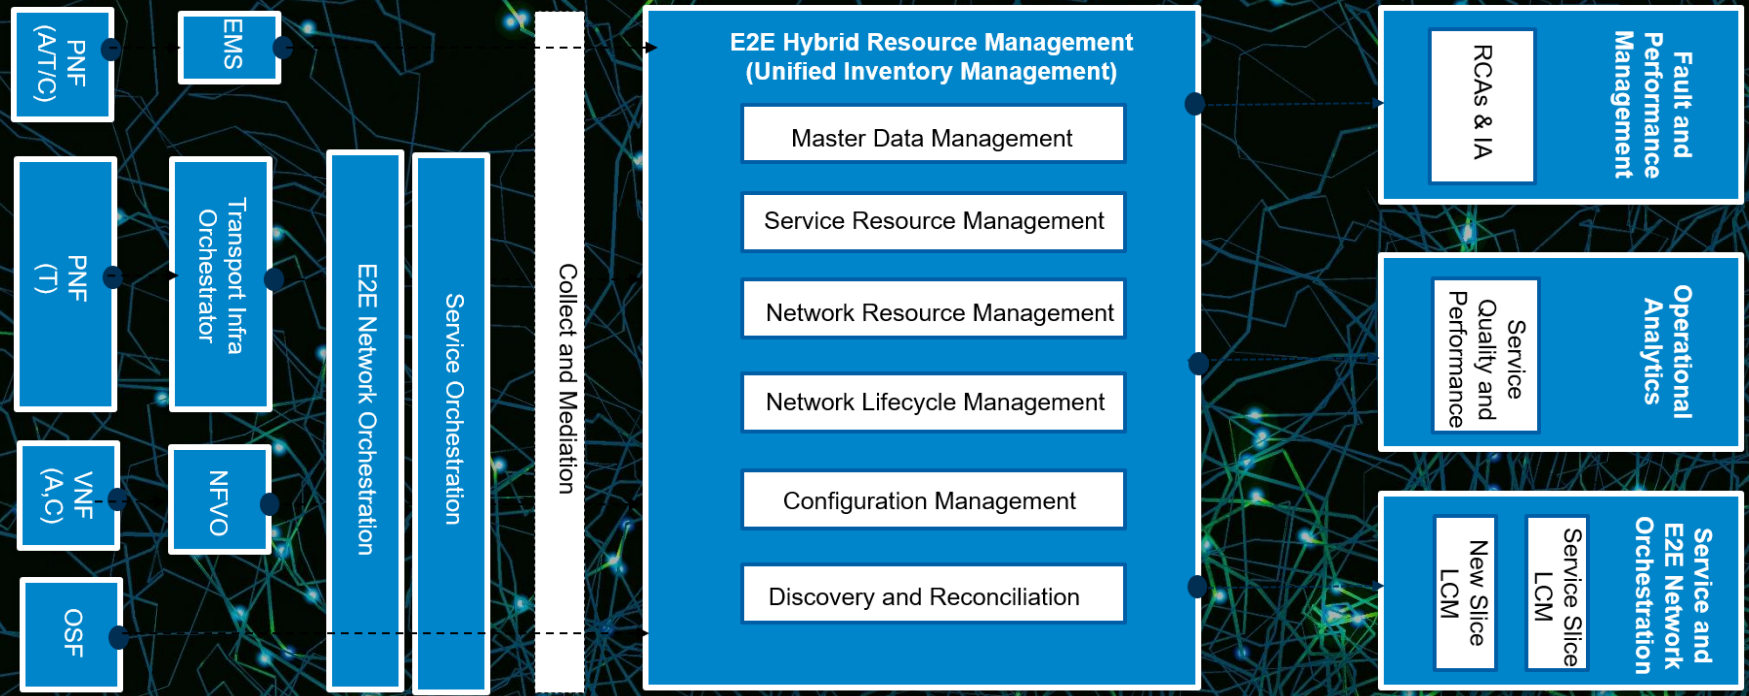 PNF
(A/T/C)
EMS
PNF
(T)
Transport Infra
Orchestrator
VNF
(A,C)
NFVO
OSF
E2E Network Orchestration
Service Orchestration
Collect and Mediation
E2E Hybrid Resource Management
(Unified Inventory Management)
Master Data Management
Service Resource Management
Network Resource Management
Network Lifecycle Management
Configuration Management
Discovery and Reconciliation
Fault and
Performance
Management
RCAs & IA
Operational
Analytics
Service
Quality and
Performance
Service and
E2E Network
Orchestration
Service Slice
LCM
New Slice
LCM